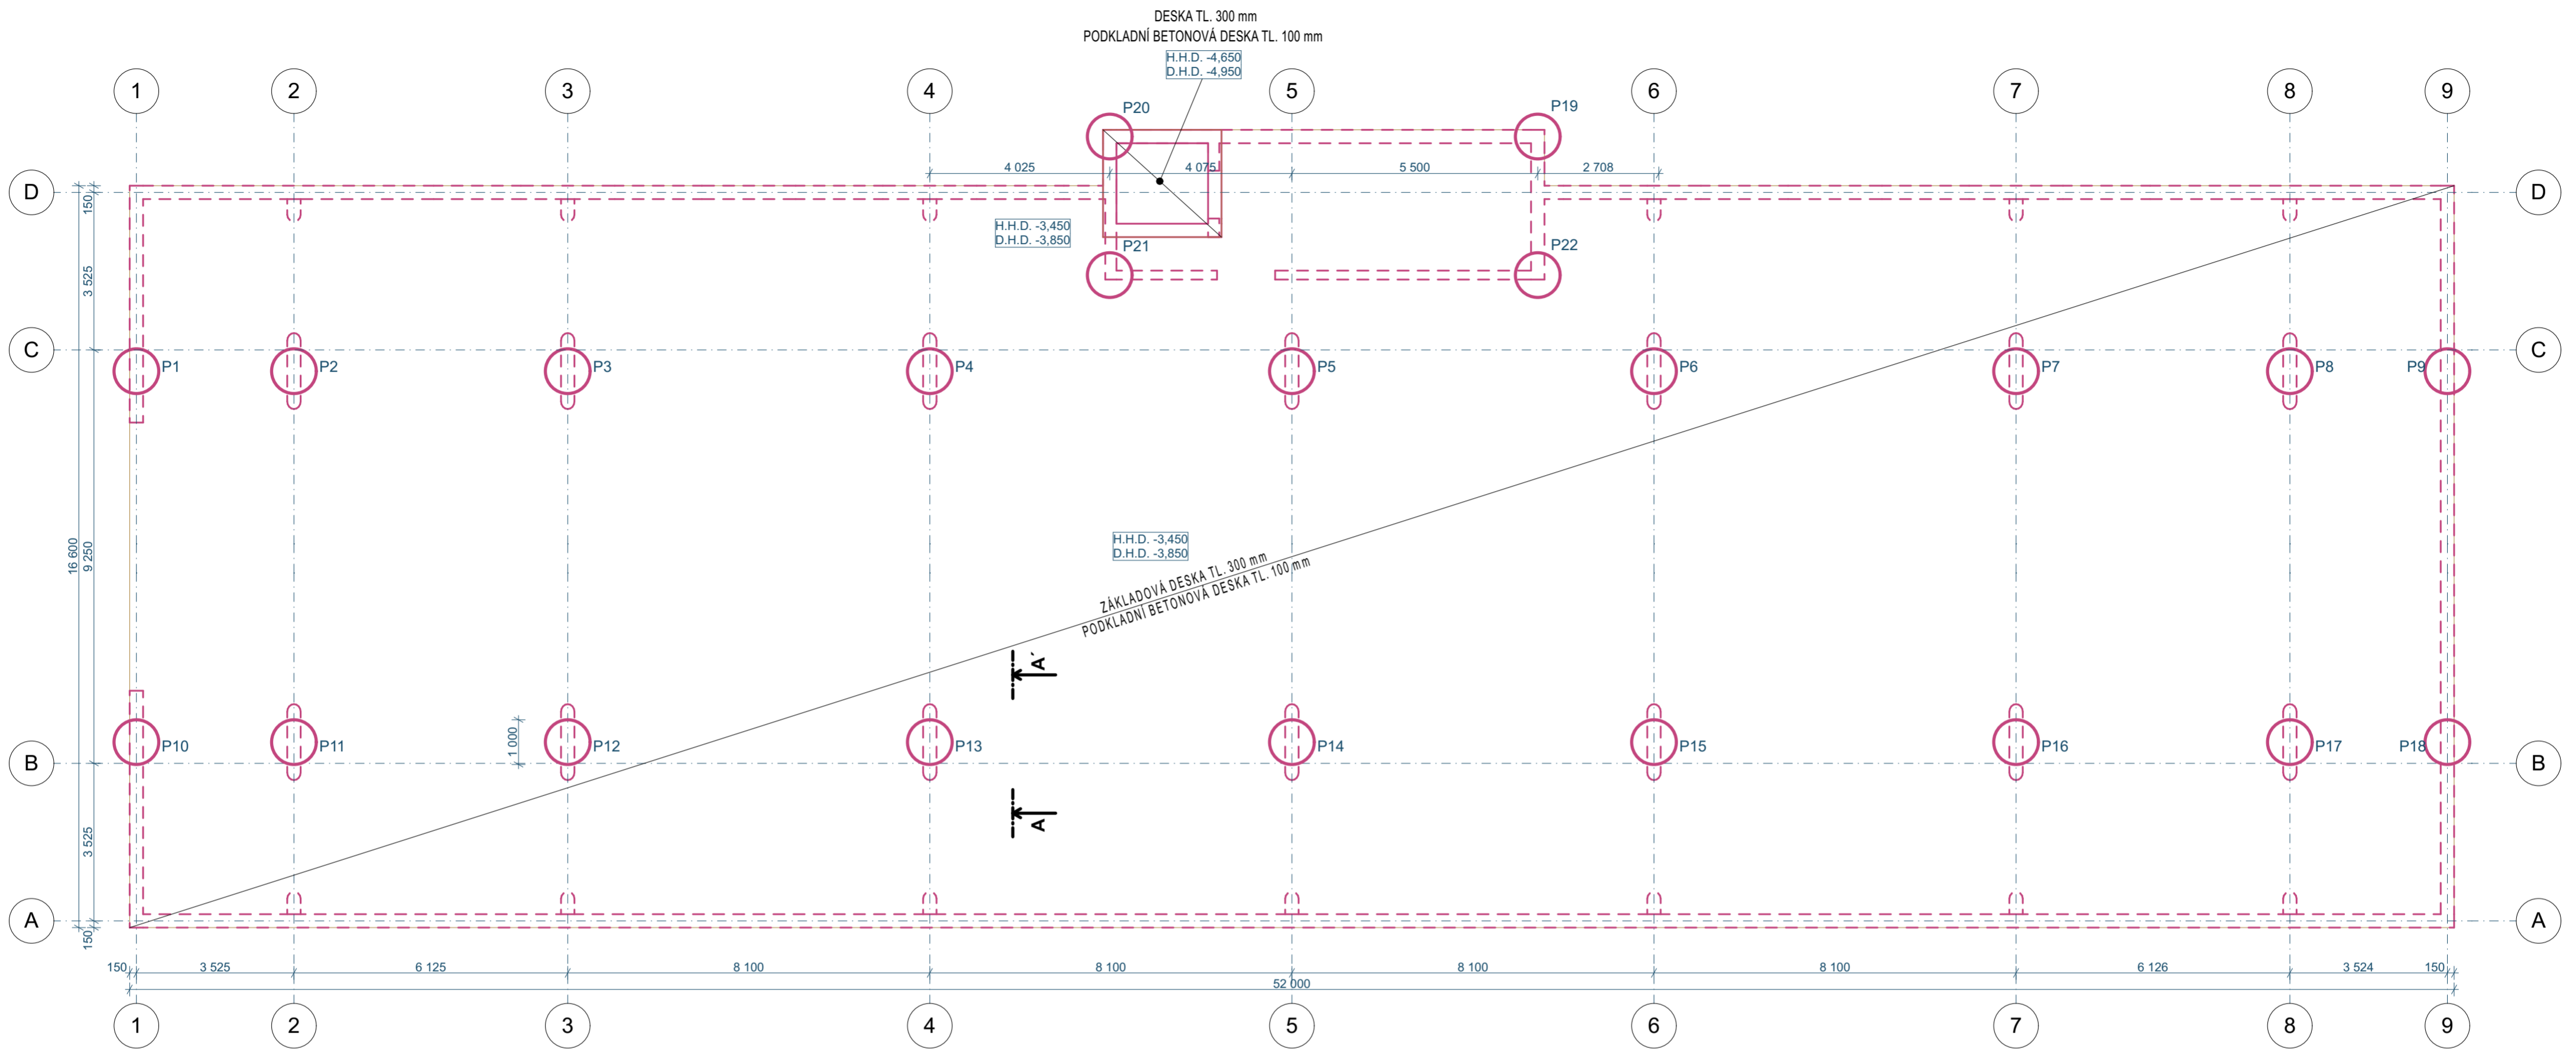 DESKA TL. 300 mm
PODKLADNÍ BETONOVÁ DESKA TL. 100 mm
H.H.D. -4,650
D.H.D. -4,950
1 2 3 4 5 6 7 8 9
P20 P19
4 025 4 075 5 500 2 708
D D
150
H.H.D. -3,450
D.H.D. -3,850
P21 P22
3 525
C C
P1 P2 P3 P4 P5 P6 P7 P8 P9
16 600
9 250
H.H.D. -3,450
D.H.D. -3,850
ZÁKLADOVÁ DESKA TL. 300 mm
PODKLADNÍ BETONOVÁ DESKA TL. 100 mm
A´
1 000
P10 P11 P12 P13 P14 P15 P16 P17 P18
B B
A
3 525
A A
150
150 3 525 6 125 8 100 8 100 8 100 8 100 6 126 3 524 150
52 000
1 2 3 4 5 6 7 8 9